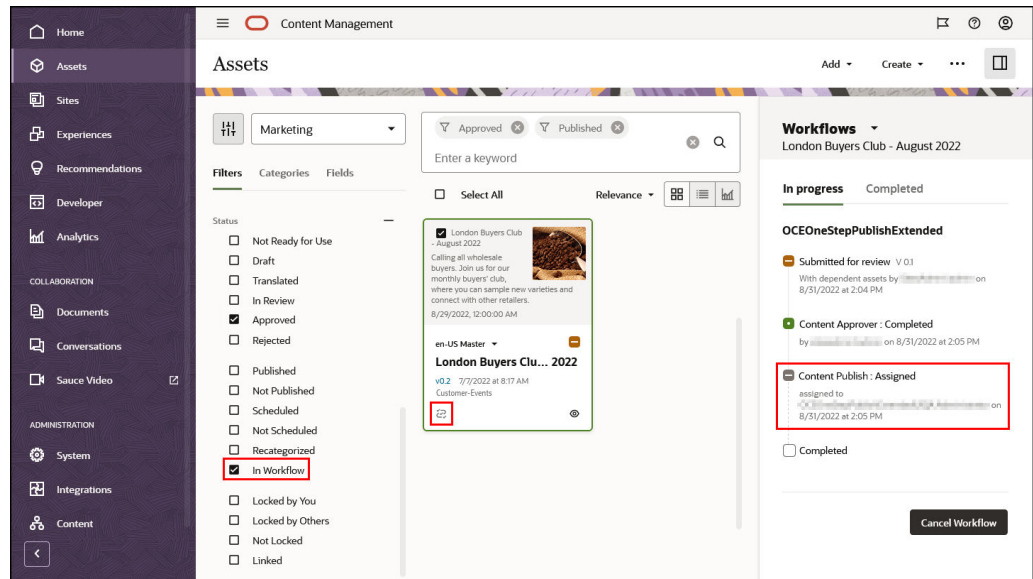 Home
Assets
Sites
Experiences
Recommendations
Developer
Analytics
COLLABORATION
Documents
Conversations
Sauce Video
ADMINISTRATION
System
Integrations
Content
Content Management
Assets
Add
Create
Marketing
Filters Categories Fields
Status
Not Ready for Use
Draft
Translated
In Review
Approved
Rejected
Published
Not Published
Scheduled
Not Scheduled
Recategorized
In Workflow
Locked by You
Locked by Others
Not Locked
Linked
Approved Published
Enter a keyword
Select All Relevance
London Buyers Club
- August 2022
Calling all wholesale
buyers. Join us for our
monthly buyers' club,
where you can sample new varieties and
connect with other retailers.
8/29/2022, 12:00:00 AM
en-US Master
London Buyers Clu... 2022
v0.2 7/7/2022 at 8:17 AM
Customer-Events
Workflows
London Buyers Club - August 2022
In progress Completed
OCEOneStepPublishExtended
Submitted for review V 0.1
With dependent assets by on
8/31/2022 at 2:04 PM
Content Approver : Completed
by on 8/31/2022 at 2:05 PM
Content Publish : Assigned
assigned to
on
8/31/2022 at 2:05 PM
Completed
Cancel Workflow